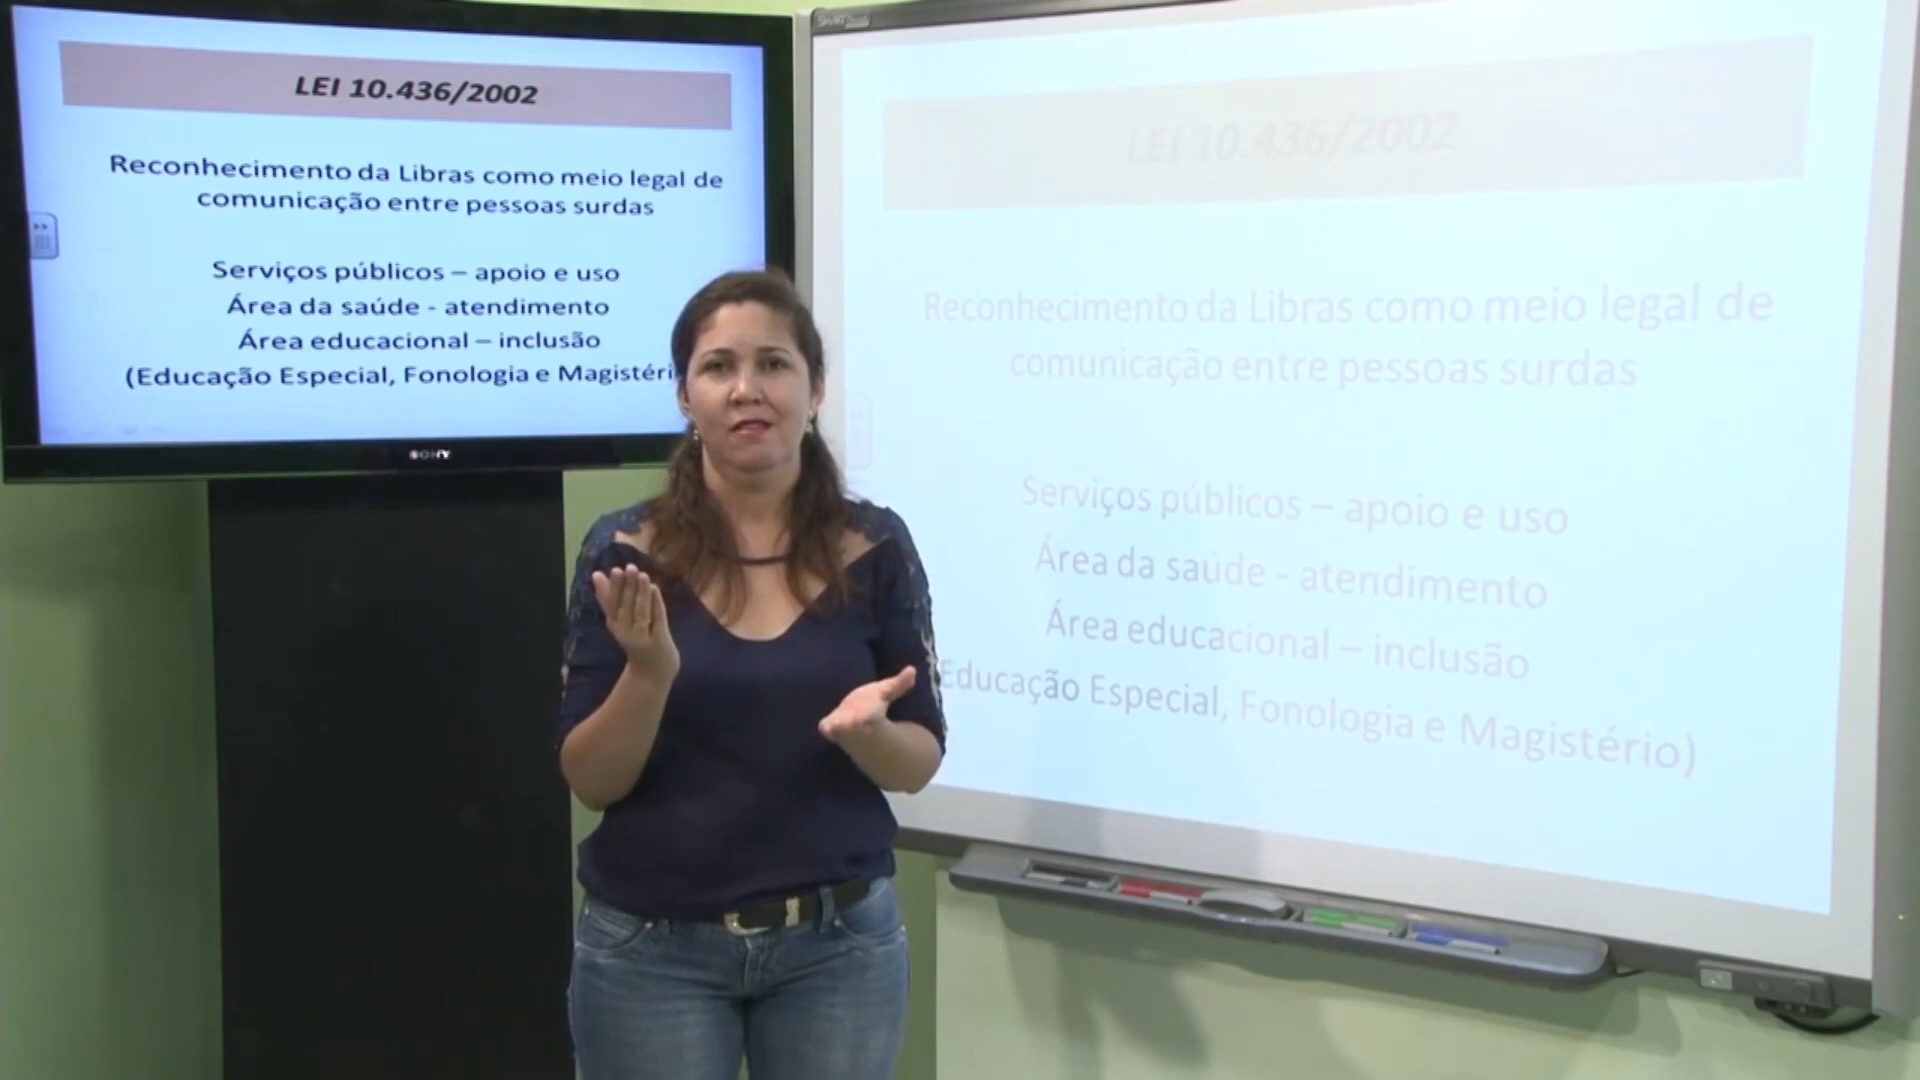 LEI 10.436/2002
Reconhecimento da Libras como meio legal de
comunicação entre pessoas surdas
Serviços públicos – apoio e uso
Área da saúde - atendimento
Área educacional – inclusão
(Educação Especial, Fonologia e Magistéri
SONY
LEI 10.436/2002
Reconhecimento da Libras como meio legal de
comunicação entre pessoas surdas
Serviços públicos – apoio e uso
Área da saúde - atendimento
Área educacional – inclusão
Educação Especial, Fonologia e Magistério)